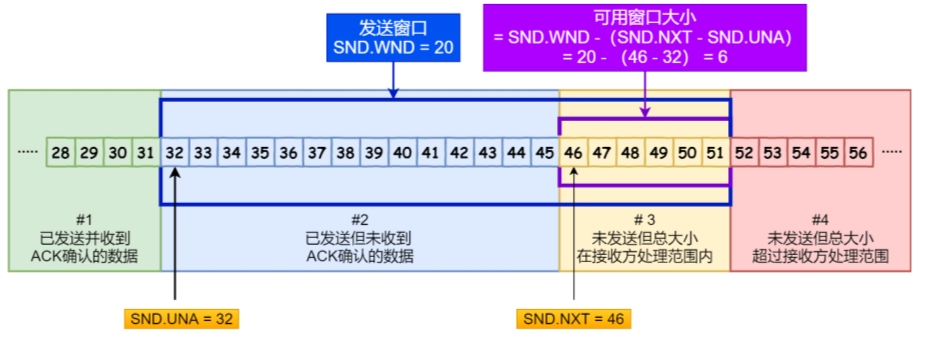 发送窗口
SND.WND = 20
可用窗口大小
= SND.WND -（SND.NXT - SND.UNA）
= 20 - （46 - 32） = 6
····· 28 29 30 31 32 33 34 35 36 37 38 39 40 41 42 43 44 45 46 47 48 49 50 51 52 53 54 55 56 ·····
#1
已发送并收到
ACK确认的数据
#2
已发送但未收到
ACK确认的数据
# 3
未发送但总大小
在接收方处理范围内
#4
未发送但总大小
超过接收方处理范围
SND.UNA = 32
SND.NXT = 46